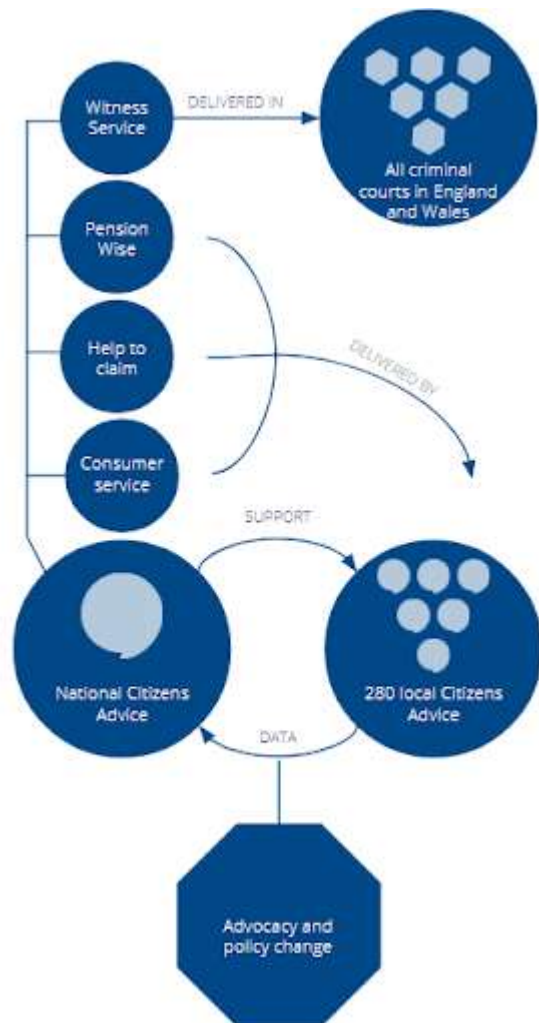 Witness
Service
DELIVERED IN
All criminal
courts in England
and Wales
Pension
Wise
Help to
claim
DELIVERED BY
Consumer
service
SUPPORT
National Citizens
Advice
280 local Citizens
Advice
DATA
Advocacy and
policy change